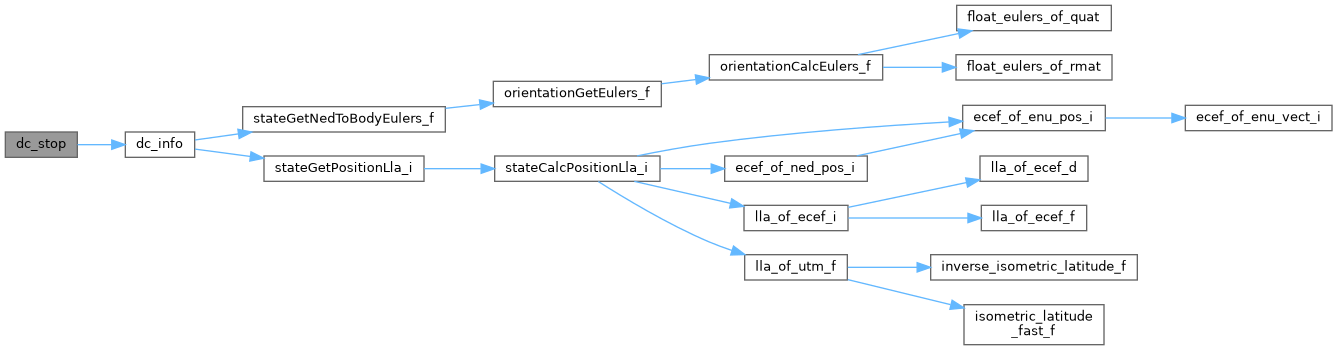 dc_stop
dc_info
stateGetNedToBodyEulers_f
orientationGetEulers_f
orientationCalcEulers_f
float_eulers_of_quat
float_eulers_of_rmat
stateGetPositionLla_i
stateCalcPositionLla_i
ecef_of_enu_pos_i
ecef_of_enu_vect_i
ecef_of_ned_pos_i
lla_of_ecef_i
lla_of_ecef_d
lla_of_ecef_f
lla_of_utm_f
inverse_isometric_latitude_f
isometric_latitude
_fast_f